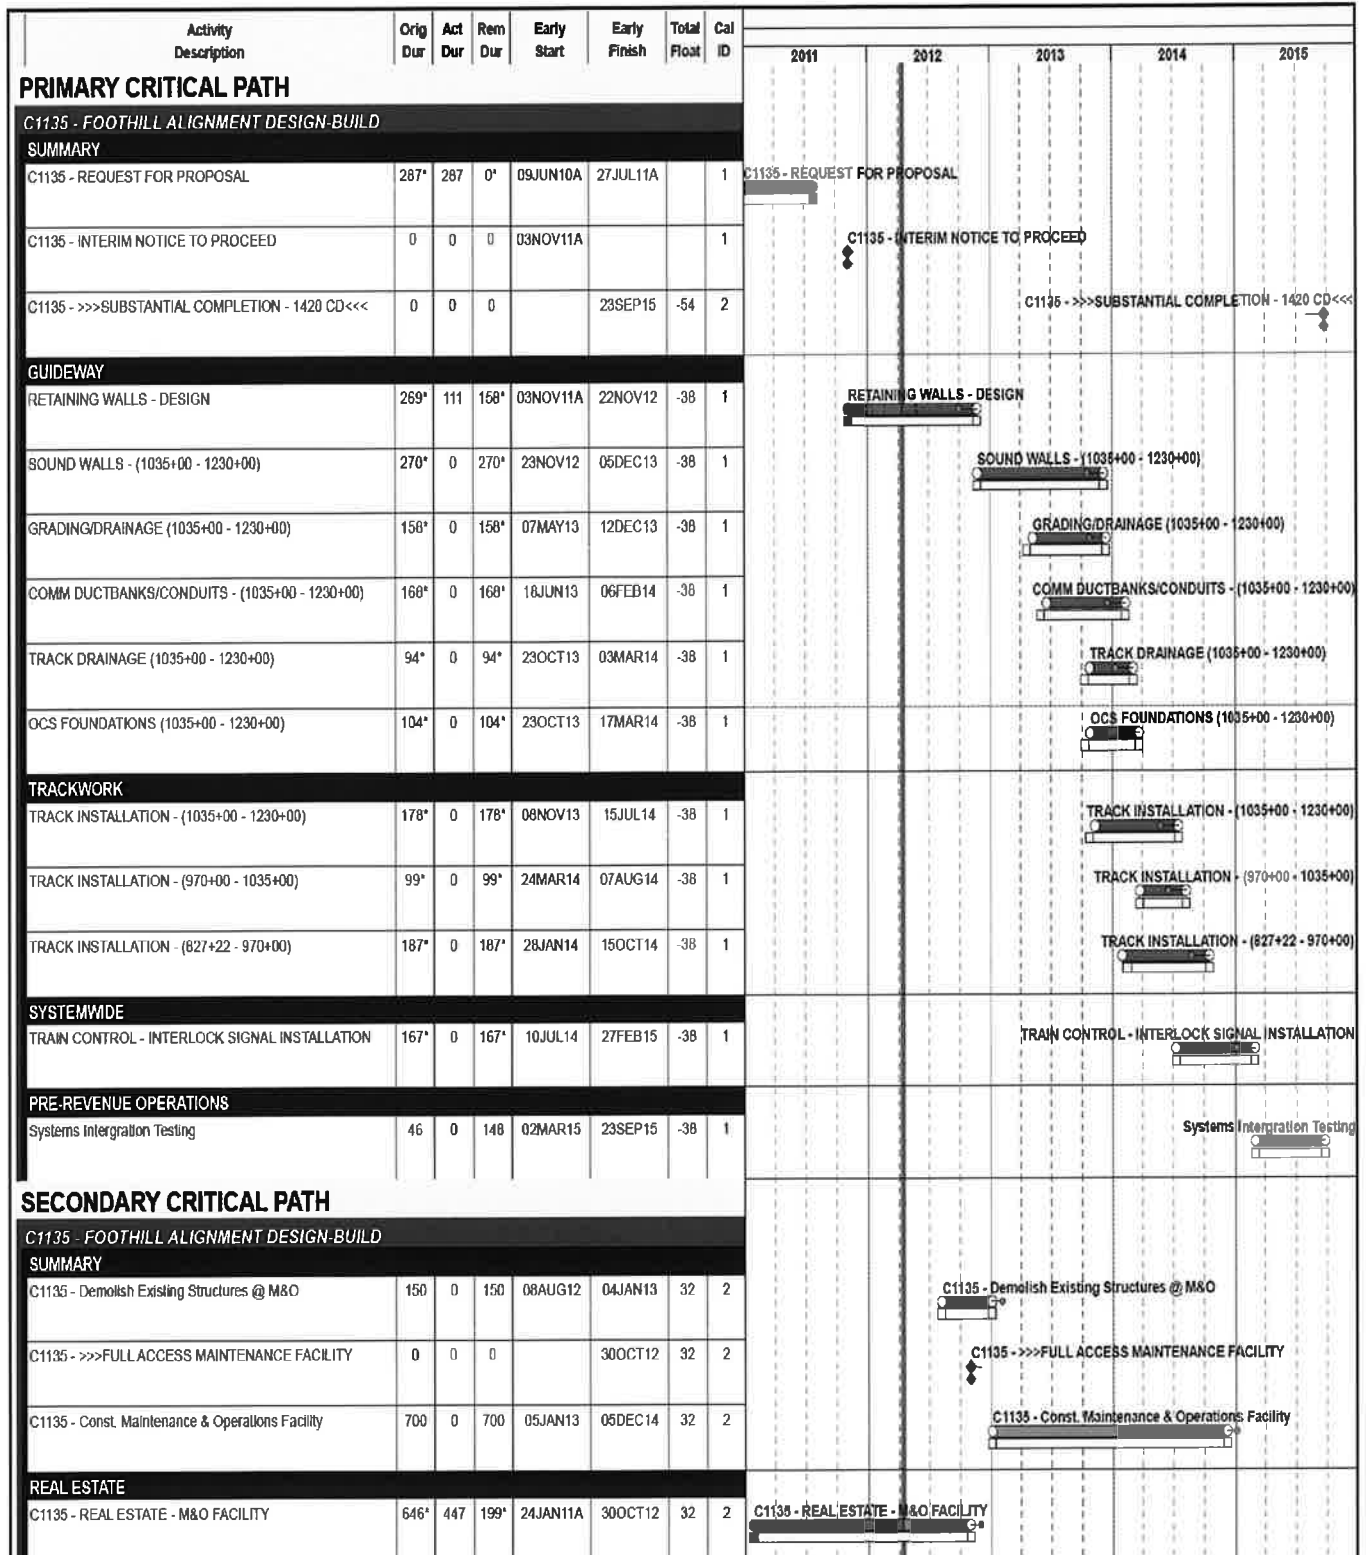 Activity Description Orig Dur Act Dur Rem Dur Early Start Early Finish Total Float Cal ID 2011 2012 2013 2014 2015
PRIMARY CRITICAL PATH
C1135 - FOOTHILL ALIGNMENT DESIGN-BUILD
SUMMARY
C1135 - REQUEST FOR PROPOSAL 287* 287 0* 09JUN10A 27JUL11A 1 C1135 - REQUEST FOR PROPOSAL
C1135 - INTERIM NOTICE TO PROCEED 0 0 0 03NOV11A 1 C1135 - INTERIM NOTICE TO PROCEED
C1135 - >>>SUBSTANTIAL COMPLETION - 1420 CD<<< 0 0 0 23SEP15 -54 2 C1135 - >>>SUBSTANTIAL COMPLETION - 1420 CD<<<
GUIDEWAY
RETAINING WALLS - DESIGN 269* 111 158* 03NOV11A 22NOV12 -38 1 RETAINING WALLS - DESIGN
SOUND WALLS - (1035+00 - 1230+00) 270* 0 270* 23NOV12 05DEC13 -38 1 SOUND WALLS - (1035+00 - 1230+00)
GRADING/DRAINAGE (1035+00 - 1230+00) 158* 0 158* 07MAY13 12DEC13 -38 1 GRADING/DRAINAGE (1035+00 - 1230+00)
COMM DUCTBANKS/CONDUITS - (1035+00 - 1230+00) 168* 0 168* 18JUN13 06FEB14 -38 1 COMM DUCTBANKS/CONDUITS - (1035+00 - 1230+00)
TRACK DRAINAGE (1035+00 - 1230+00) 94* 0 94* 23OCT13 03MAR14 -38 1 TRACK DRAINAGE (1035+00 - 1230+00)
OCS FOUNDATIONS (1035+00 - 1230+00) 104* 0 104* 23OCT13 17MAR14 -38 1 OCS FOUNDATIONS (1035+00 - 1230+00)
TRACKWORK
TRACK INSTALLATION - (1035+00 - 1230+00) 178* 0 178* 08NOV13 15JUL14 -38 1 TRACK INSTALLATION - (1035+00 - 1230+00)
TRACK INSTALLATION - (970+00 - 1035+00) 99* 0 99* 24MAR14 07AUG14 -38 1 TRACK INSTALLATION - (970+00 - 1035+00)
TRACK INSTALLATION - (827+22 - 970+00) 187* 0 187* 28JAN14 15OCT14 -38 1 TRACK INSTALLATION - (827+22 - 970+00)
SYSTEMWIDE
TRAIN CONTROL - INTERLOCK SIGNAL INSTALLATION 167* 0 167* 10JUL14 27FEB15 -38 1 TRAIN CONTROL - INTERLOCK SIGNAL INSTALLATION
PRE-REVENUE OPERATIONS
Systems Intergration Testing 46 0 148 02MAR15 23SEP15 -38 1 Systems Intergration Testing
SECONDARY CRITICAL PATH
C1135 - FOOTHILL ALIGNMENT DESIGN-BUILD
SUMMARY
C1135 - Demolish Existing Structures @ M&O 150 0 150 08AUG12 04JAN13 32 2 C1135 - Demolish Existing Structures @ M&O
C1135 - >>>FULL ACCESS MAINTENANCE FACILITY 0 0 0 30OCT12 32 2 C1135 - >>>FULL ACCESS MAINTENANCE FACILITY
C1135 - Const. Maintenance & Operations Facility 700 0 700 05JAN13 05DEC14 32 2 C1135 - Const. Maintenance & Operations Facility
REAL ESTATE
C1135 - REAL ESTATE - M&O FACILITY 646* 447 199* 24JAN11A 30OCT12 32 2 C1135 - REAL ESTATE - M&O FACILITY